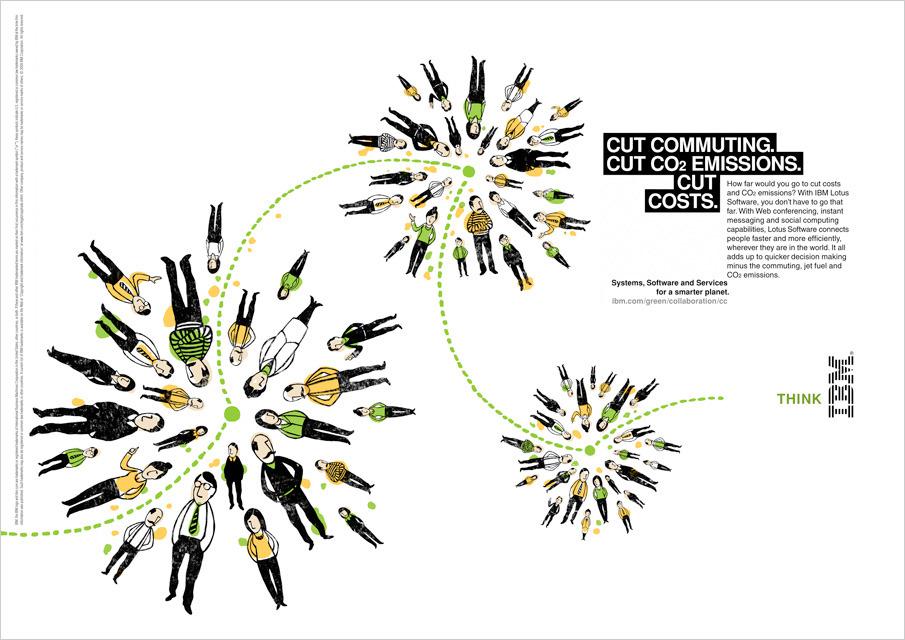 CUT COMMUTING.
CUT CO2 EMISSIONS.
CUT
COSTS.
How far would you go to cut costs
and CO2 emissions? With IBM Lotus
Software, you don't have to go that
far. With Web conferencing, instant
messaging and social computing
capabilities, Lotus Software connects
people faster and more efficiently,
wherever they are in the world. It all
adds up to quicker decision making
minus the commuting, jet fuel and
CO2 emissions.
Systems, Software and Services
for a smarter planet.
ibm.com/green/collaboration/cc
THINK
IBM